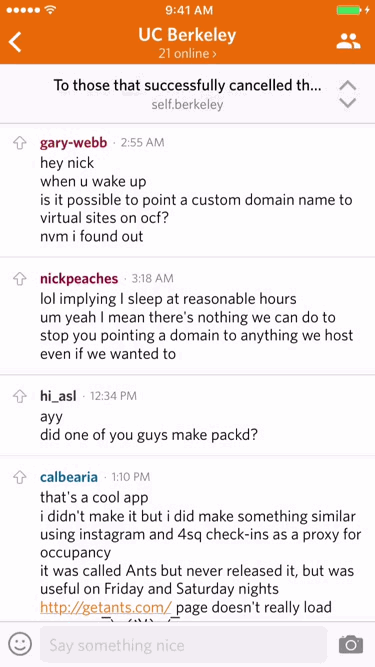 9:41 AM
UC Berkeley
21 online ›
To those that successfully cancelled th...
self.berkeley
gary-webb · 2:55 AM
hey nick
when u wake up
is it possible to point a custom domain name to
virtual sites on ocf?
nvm i found out
nickpeaches · 3:18 AM
lol implying I sleep at reasonable hours
um yeah I mean there's nothing we can do to
stop you pointing a domain to anything we host
even if we wanted to
hi_asl · 12:34 PM
ayy
did one of you guys make packd?
calbearia · 1:10 PM
that's a cool app
i didn't make it but i did make something similar
using instagram and 4sq check-ins as a proxy for
occupancy
it was called Ants but never released it, but was
useful on Friday and Saturday nights
http://getants.com/ page doesn't really load
Say something nice